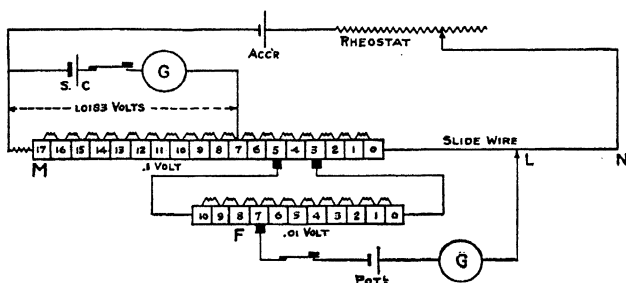 ACC'R
RHEOSTAT
S. C
G
1.0183 VOLTS
17 16 15 14 13 12 11 10 9 8 7 6 5 4 3 2 1 0
SLIDE WIRE
M
.1 VOLT
L
N
10 9 8 7 6 5 4 3 2 1 0
F
.01 VOLT
POT'L
G